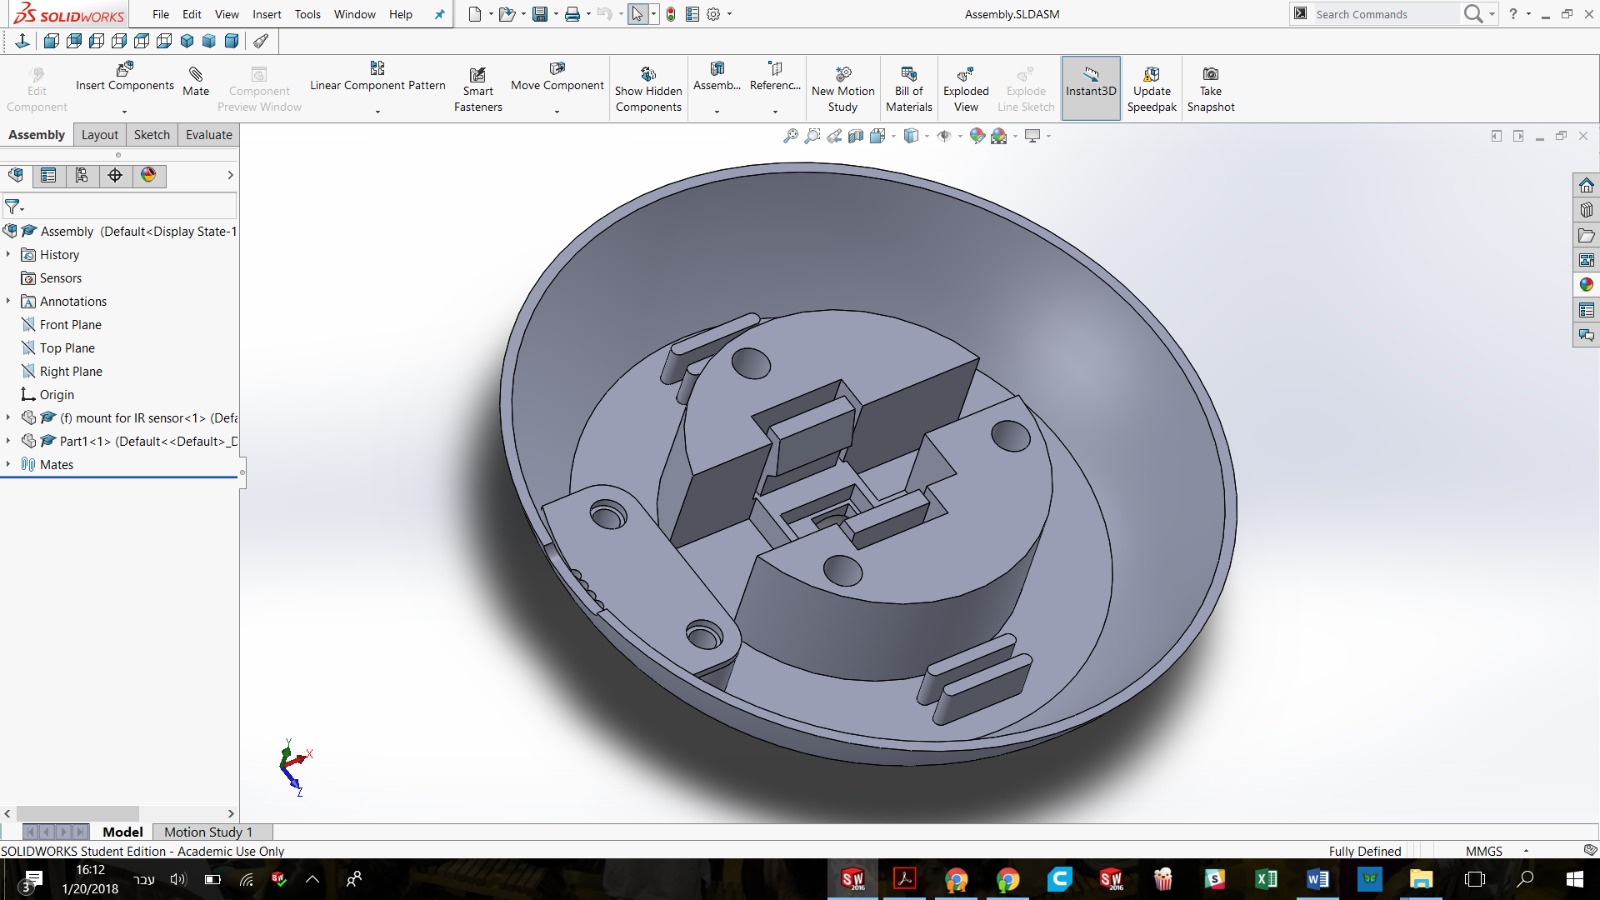 SOLIDWORKS
File Edit View Insert Tools Window Help
Assembly.SLDASM
Search Commands
?
Edit Component
Insert Components
Mate
Component Preview Window
Linear Component Pattern
Smart Fasteners
Move Component
Show Hidden Components
Assemb...
Referenc...
New Motion Study
Bill of Materials
Exploded View
Explode Line Sketch
Instant3D
Update Speedpak
Take Snapshot
Assembly Layout Sketch Evaluate
Assembly (Default<Display State-1
History
Sensors
Annotations
Front Plane
Top Plane
Right Plane
Origin
(f) mount for IR sensor<1> (Defa
Part1<1> (Default<<Default>_D
Mates
Y
X
Z
Model Motion Study 1
SOLIDWORKS Student Edition - Academic Use Only
Fully Defined
MMGS
3
16:12
1/20/2018
עבר
SW
2016
SW
2016